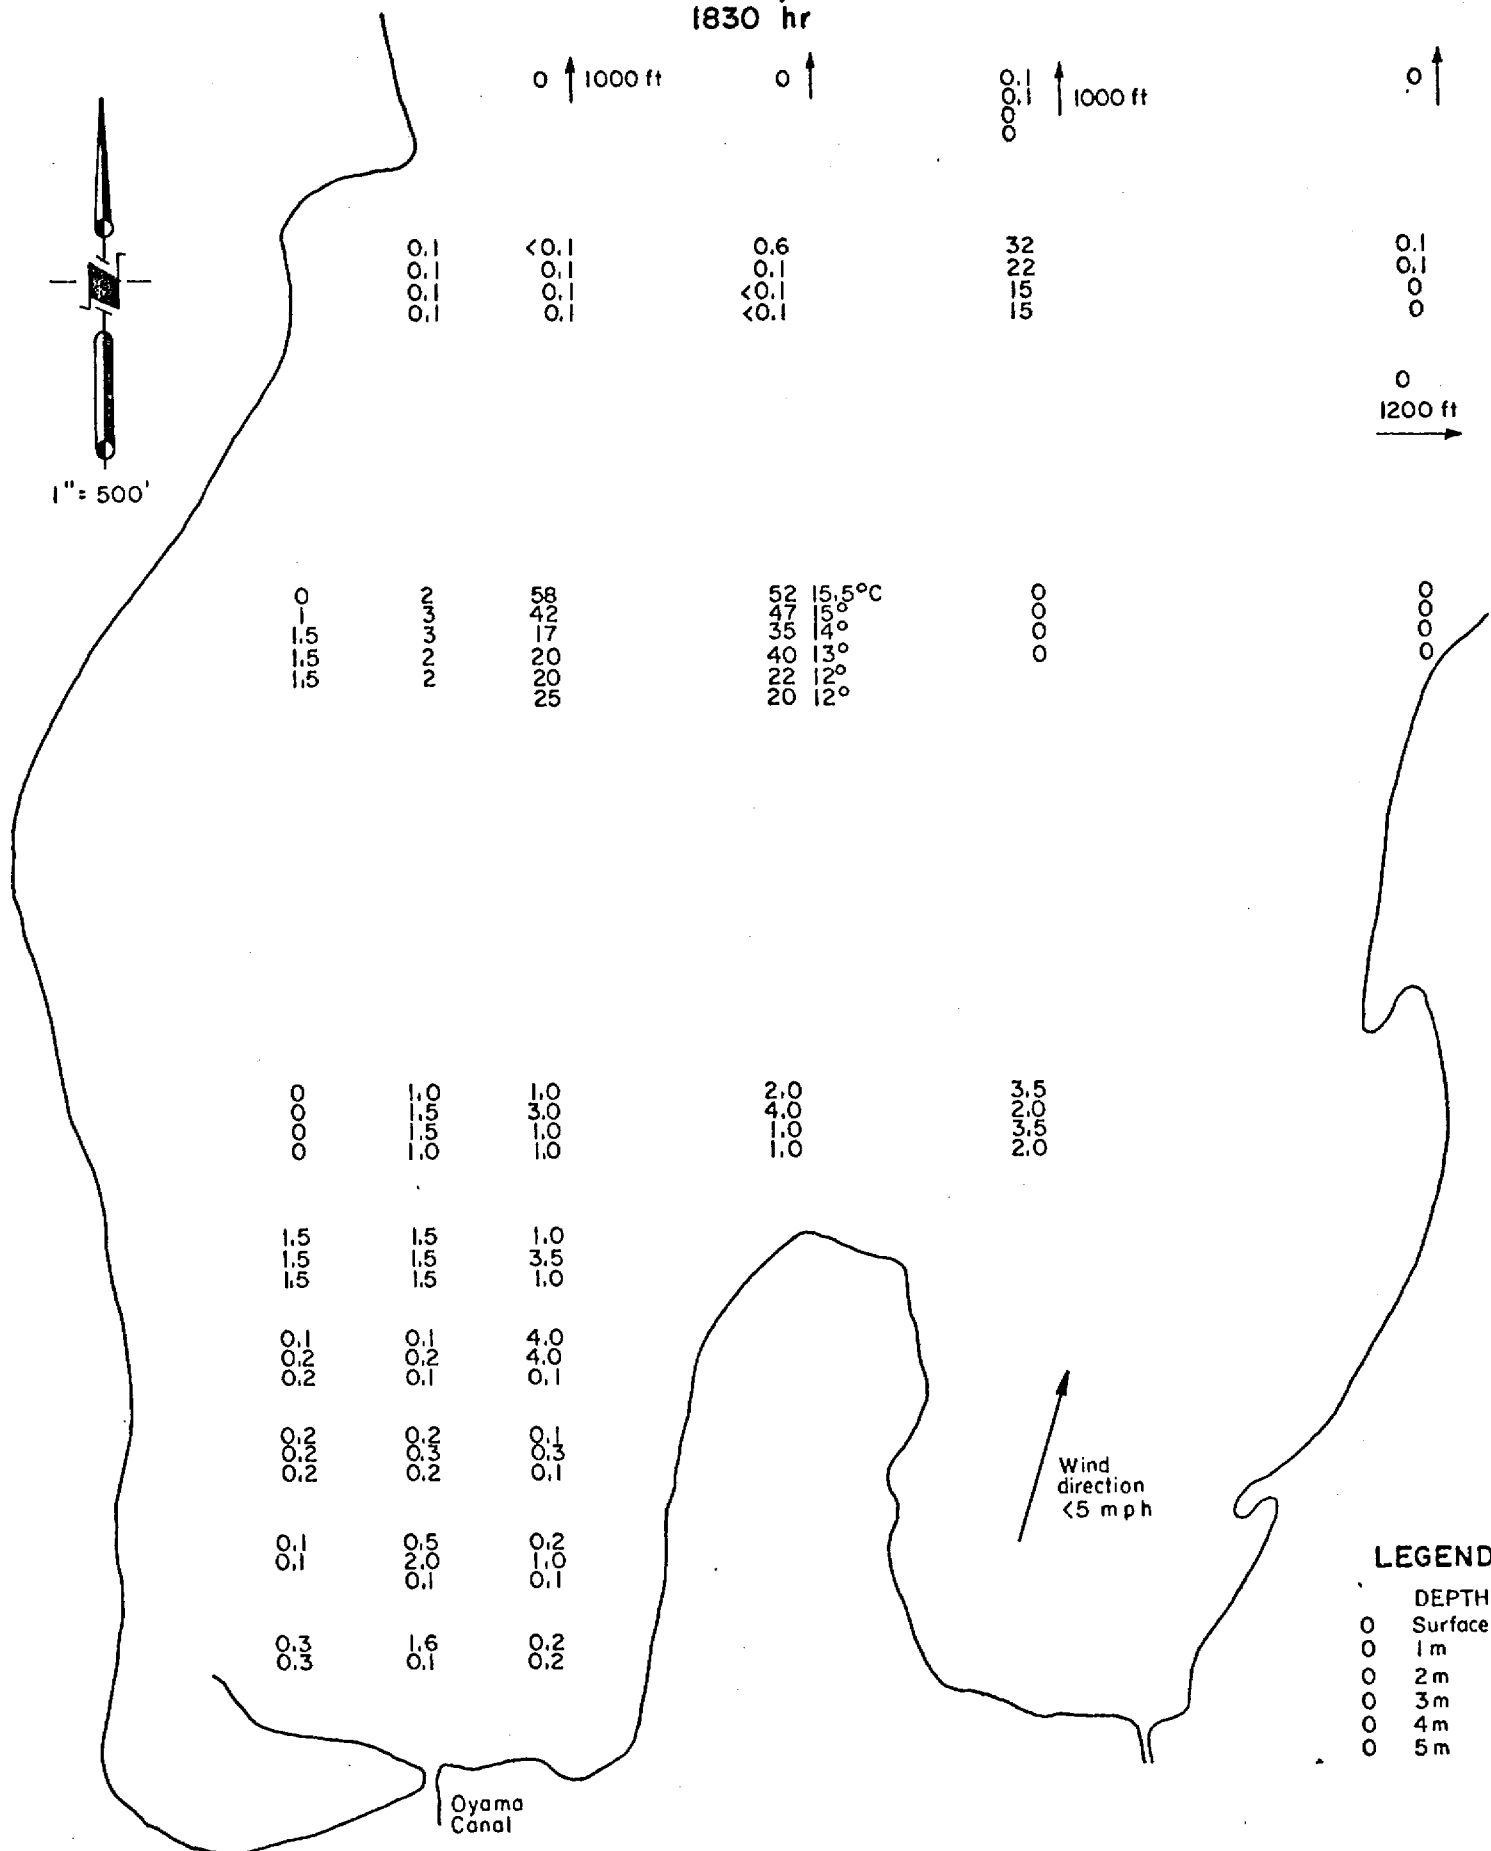 1830 hr
0 1000 ft 0 0.1 1000 ft 0
0.1
0
0
0.1 <0.1 0.6 32 0.1
0.1 0.1 0.1 22 0.1
0.1 0.1 <0.1 15 0
0.1 0.1 <0.1 15 0
0
1200 ft
1"= 500'
0 2 58 52 15.5°C 0 0
1 3 42 47 15° 0 0
1.5 3 17 35 14° 0 0
1.5 2 20 40 13° 0 0
1.5 2 20 22 12°
25 20 12°
0 1.0 1.0 2.0 3.5
0 1.5 3.0 4.0 2.0
0 1.5 1.0 1.0 3.5
0 1.0 1.0 1.0 2.0
1.5 1.5 1.0
1.5 1.5 3.5
1.5 1.5 1.0
0.1 0.1 4.0
0.2 0.2 4.0
0.2 0.1 0.1
0.2 0.2 0.1
0.2 0.3 0.3
0.2 0.2 0.1
Wind
direction
<5 mph
0.1 0.5 0.2
0.1 2.0 1.0
0.1 0.1
0.3 1.6 0.2
0.3 0.1 0.2
LEGEND
DEPTH
0 Surface
0 1 m
0 2 m
0 3 m
0 4 m
0 5 m
Oyama
Canal